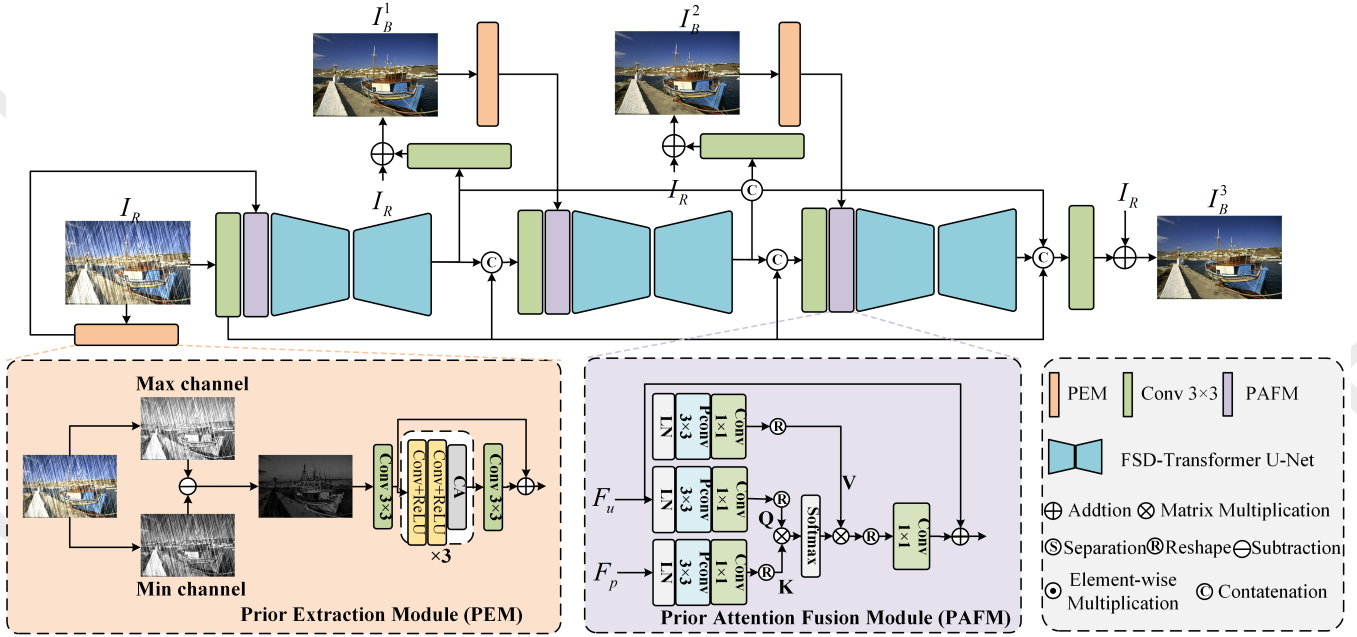 I_B^1
I_B^2
I_R
I_R
I_R
I_R
I_B^3
C
C
C
C
Max channel
Min channel
Conv 3×3
Conv+ReLU
Conv+ReLU
CA
×3
Conv 3×3
Prior Extraction Module (PEM)
F_u
F_p
LN
Pconv 3×3
Conv 1×1
R
LN
Pconv 3×3
Conv 1×1
R
Q
LN
Pconv 3×3
Conv 1×1
R
K
V
Softmax
R
Conv 1×1
Prior Attention Fusion Module (PAFM)
PEM
Conv 3×3
PAFM
FSD-Transformer U-Net
Addtion
Matrix Multiplication
S Separation
R Reshape
Subtraction
Element-wise
Multiplication
C Contatenation